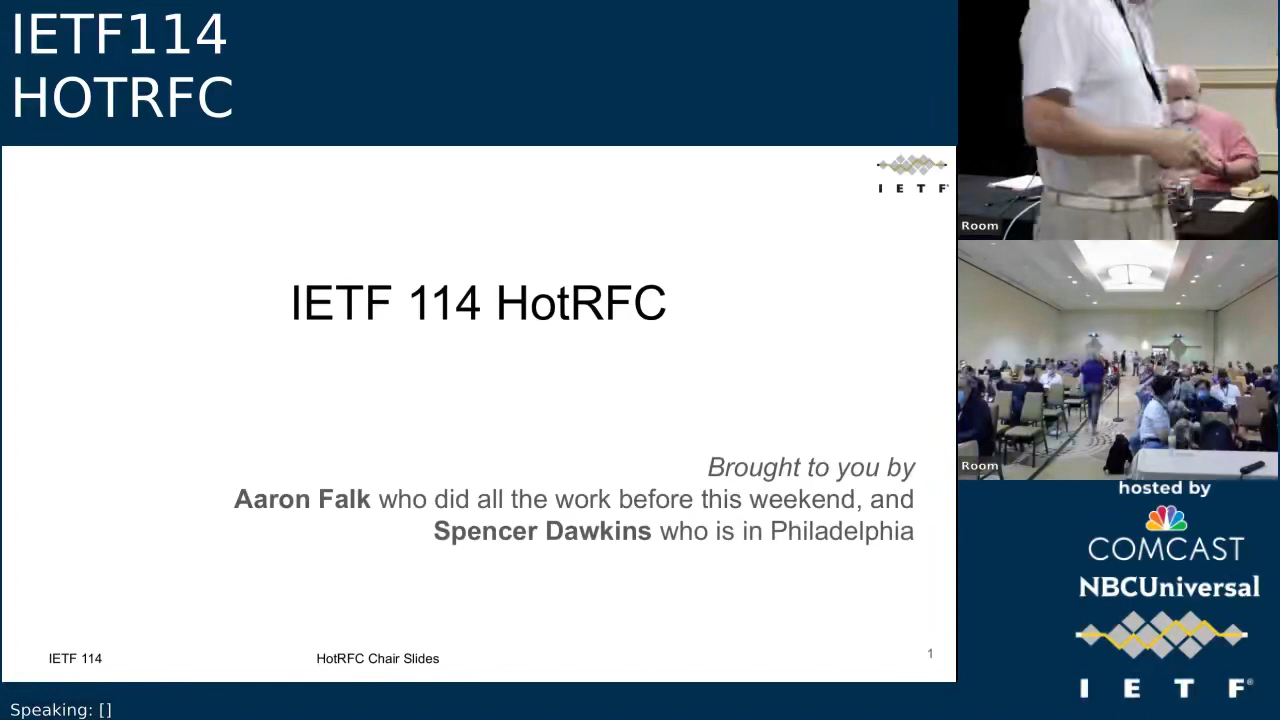 IETF114
HOTRFC
I E T F
IETF 114 HotRFC
Brought to you by
Aaron Falk who did all the work before this weekend, and
Spencer Dawkins who is in Philadelphia
IETF 114
HotRFC Chair Slides
1
Speaking: []
Room
Room
hosted by
COMCAST
NBCUniversal
I E T F®